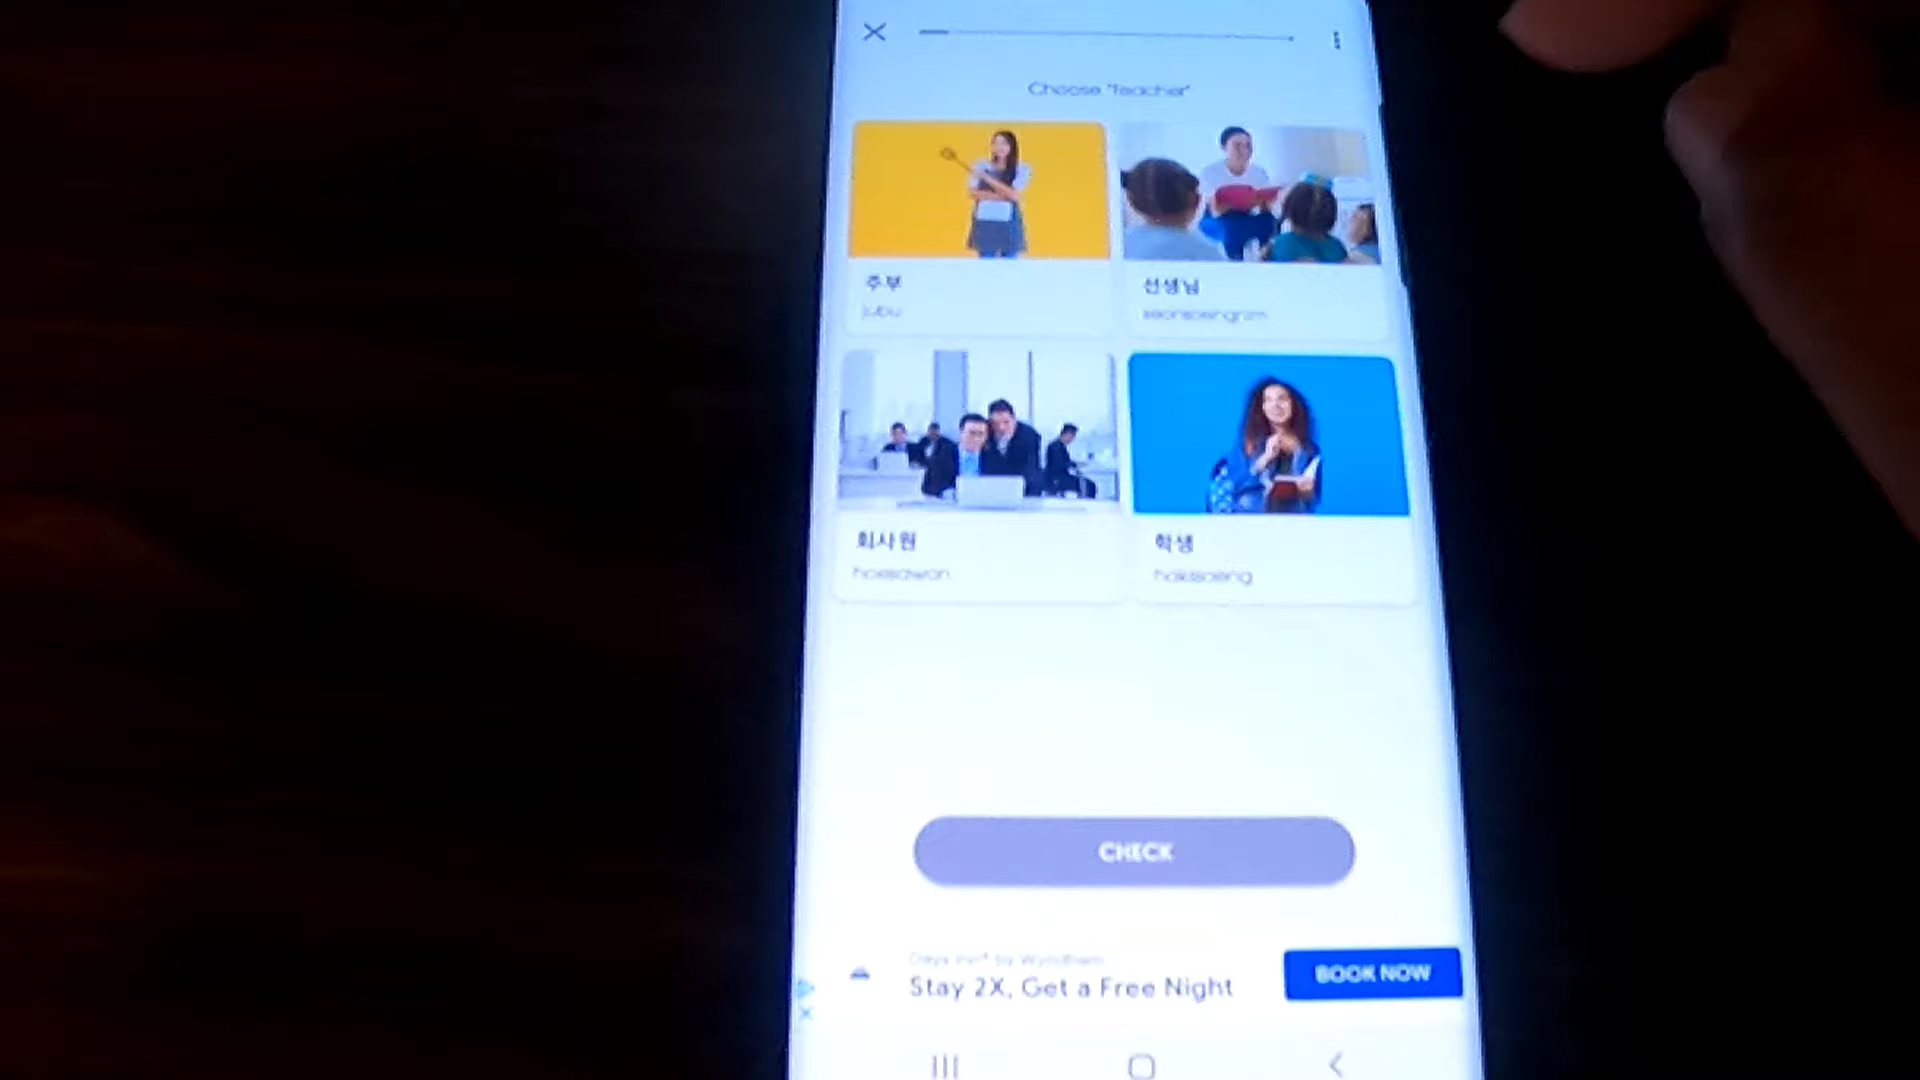 Choose "Teacher"
주부
jubu
선생님
seonsaengnim
회사원
hoesawon
학생
haksaeng
CHECK
Days Inn® by Wyndham
Stay 2X, Get a Free Night
BOOK NOW